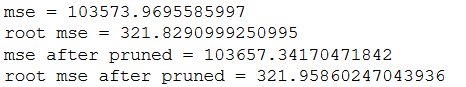 mse = 103573.9695585997
root mse = 321.8290999250995
mse after pruned = 103657.34170471842
root mse after pruned = 321.95860247043936